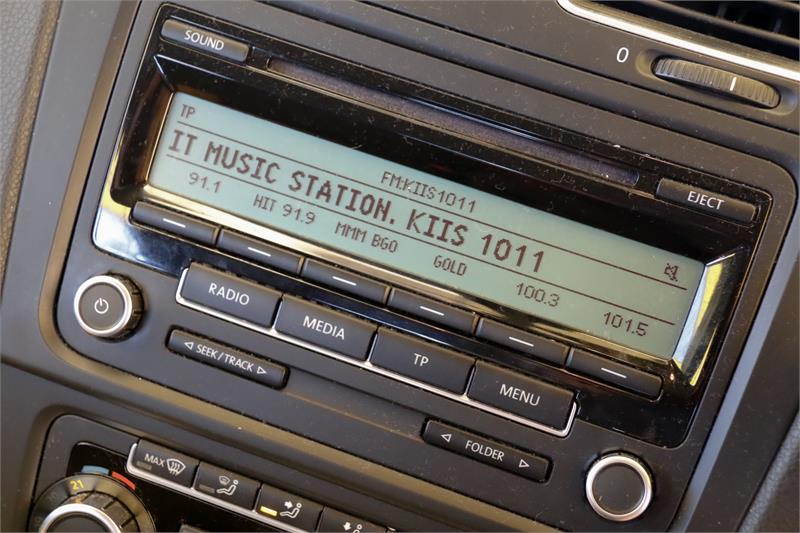 SOUND
0
TP
FM:KIIS1011
IT MUSIC STATION. KIIS 1011
91.1 HIT 91.9 MMM BGO GOLD 100.3 101.5
EJECT
RADIO MEDIA TP MENU
SEEK/TRACK
FOLDER
MAX
21